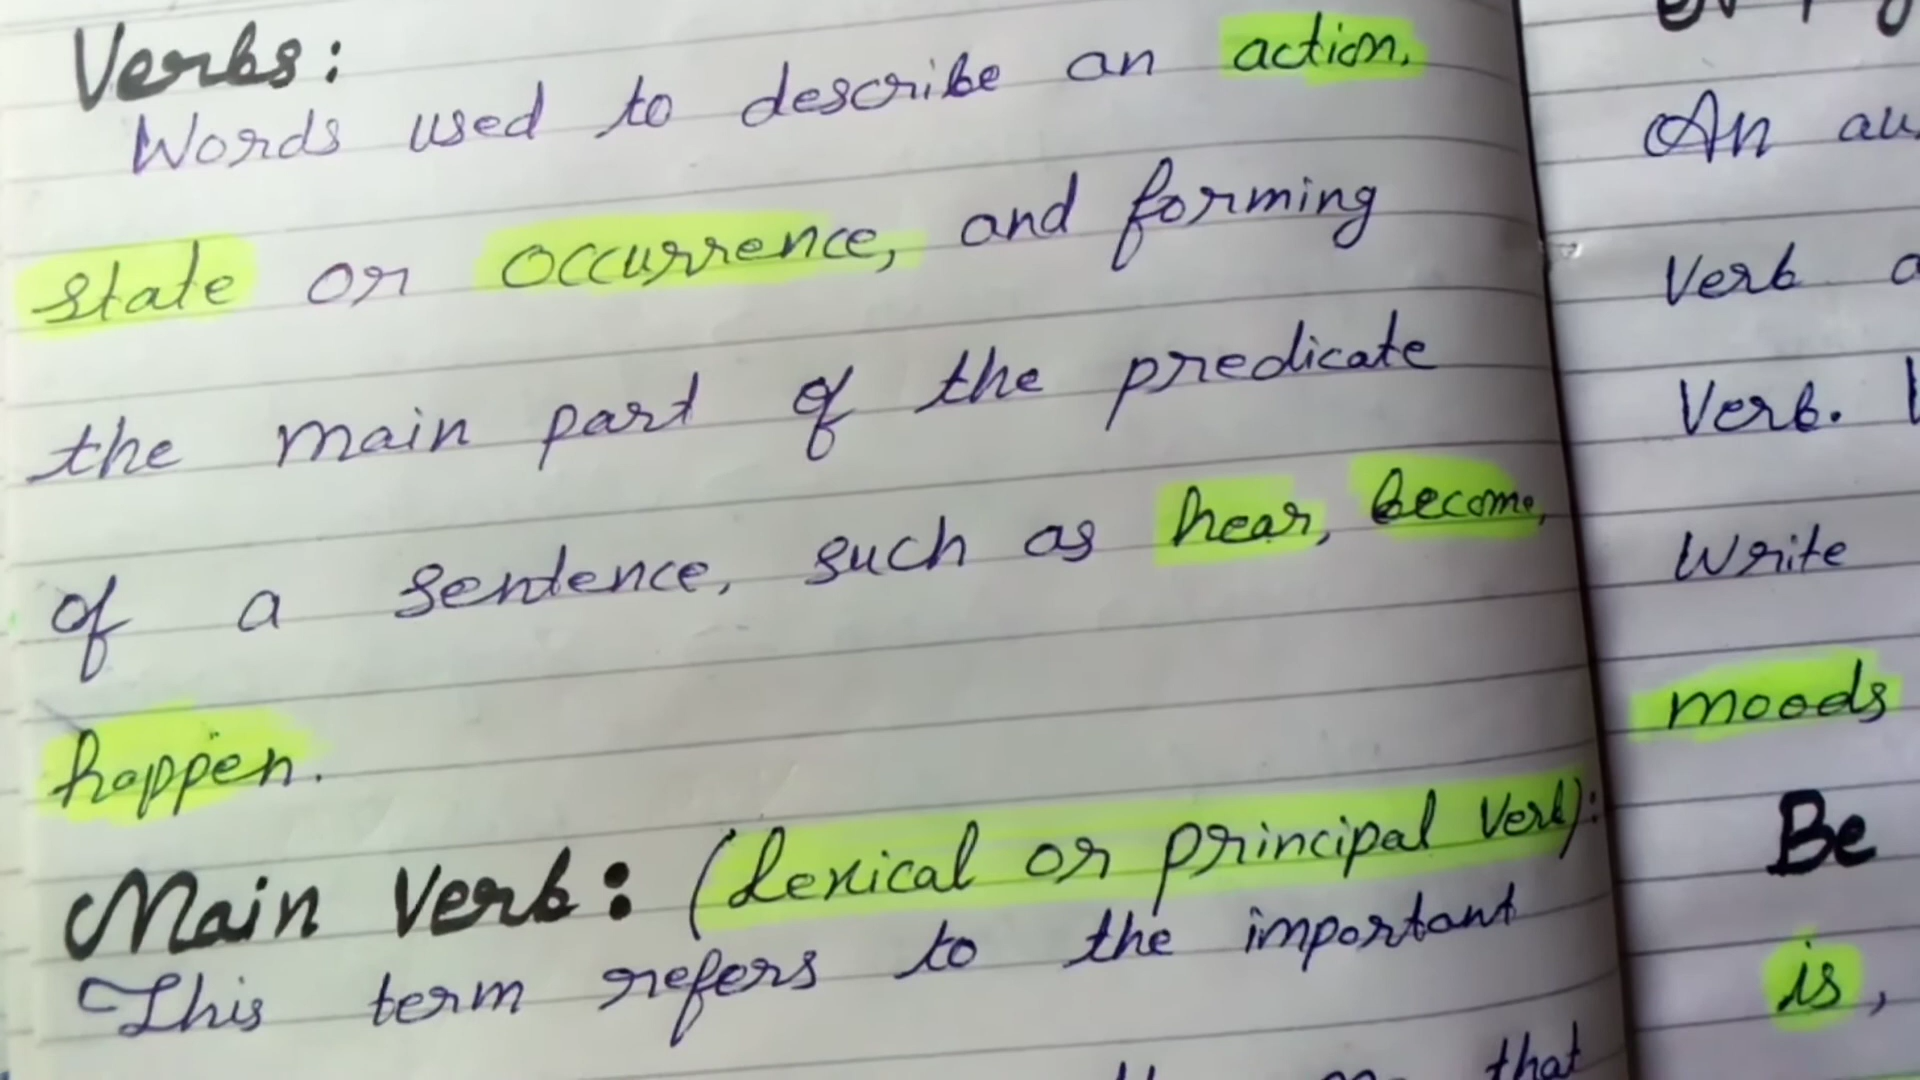 Verbs:
Words used to describe an action,
state or occurrence, and forming
the main part of the predicate
of a sentence, such as hear, become,
happen.
Main Verb: (Lexical or principal Verb):
This term refers to the important
that
An
Verb
Verb.
Write
moods
Be
is,